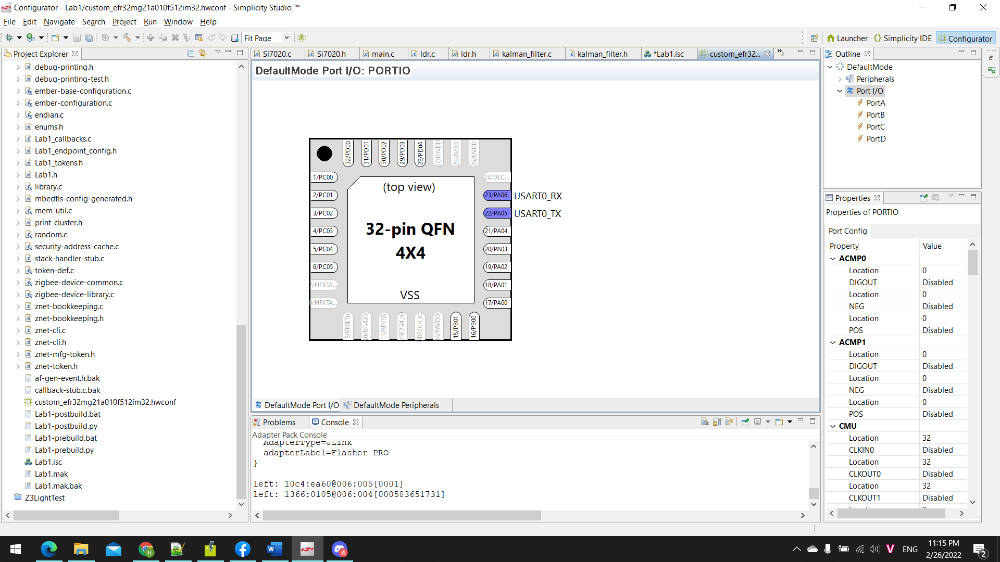 Configurator - Lab1/custom_efr32mg21a010f512im32.hwconf - Simplicity Studio ™
File Edit Navigate Search Project Run Window Help
Fit Page
Launcher {} Simplicity IDE Configurator
Project Explorer
debug-printing.h
debug-printing-test.h
ember-base-configuration.c
ember-configuration.c
endian.c
enums.h
Lab1_callbacks.c
Lab1_endpoint_config.h
Lab1_tokens.h
Lab1.h
library.c
mbedtls-config-generated.h
mem-util.c
print-cluster.h
random.c
security-address-cache.c
stack-handler-stub.c
token-def.c
zigbee-device-common.c
zigbee-device-library.c
znet-bookkeeping.c
znet-bookkeeping.h
znet-cli.c
znet-cli.h
znet-mfg-token.h
znet-token.h
af-gen-event.h.bak
callback-stub.c.bak
custom_efr32mg21a010f512im32.hwconf
Lab1-postbuild.bat
Lab1-postbuild.py
Lab1-prebuild.bat
Lab1-prebuild.py
Lab1.isc
Lab1.mak
Lab1.mak.bak
Z3LightTest
Si7020.c Si7020.h main.c ldr.c ldr.h kalman_filter.c kalman_filter.h *Lab1.isc custom_efr32... »2
DefaultMode Port I/O: PORTIO
32/PD00 31/PD01 30/PD02 29/PD03 28/PD04 27/IOVDD 26/AVDD 25/DVDD
1/PC00
2/PC01
3/PC02
4/PC03
5/PC04
6/PC05
7/HFXTA...
8/HFXTA...
(top view)
32-pin QFN
4X4
VSS
24/DEC...
23/PA06 USART0_RX
22/PA05 USART0_TX
21/PA04
20/PA03
19/PA02
18/PA01
17/PA00
9/RESETn 10/RFVDD 11/RFVSS /RF2G4_IO /RF2G4_IO 14/PAVDD 15/PB01 16/PB00
DefaultMode Port I/O DefaultMode Peripherals
Problems Console
Adapter Pack Console
AdapterType=JLink
adapterLabel=Flasher PRO
}
left: 10c4:ea60@006:005[0001]
left: 1366:0105@006:004[000583651731]
Outline
DefaultMode
Peripherals
Port I/O
PortA
PortB
PortC
PortD
Properties
Properties of PORTIO
Port Config
Property Value
ACMP0
Location 0
DIGOUT Disabled
Location 0
NEG Disabled
Location 0
POS Disabled
ACMP1
Location 0
DIGOUT Disabled
Location 0
NEG Disabled
Location 0
POS Disabled
CMU
Location 32
CLKIN0 Disabled
Location 32
CLKOUT0 Disabled
Location 32
CLKOUT1 Disabled
N W 4 V ENG
11:15 PM
2/26/2022
2